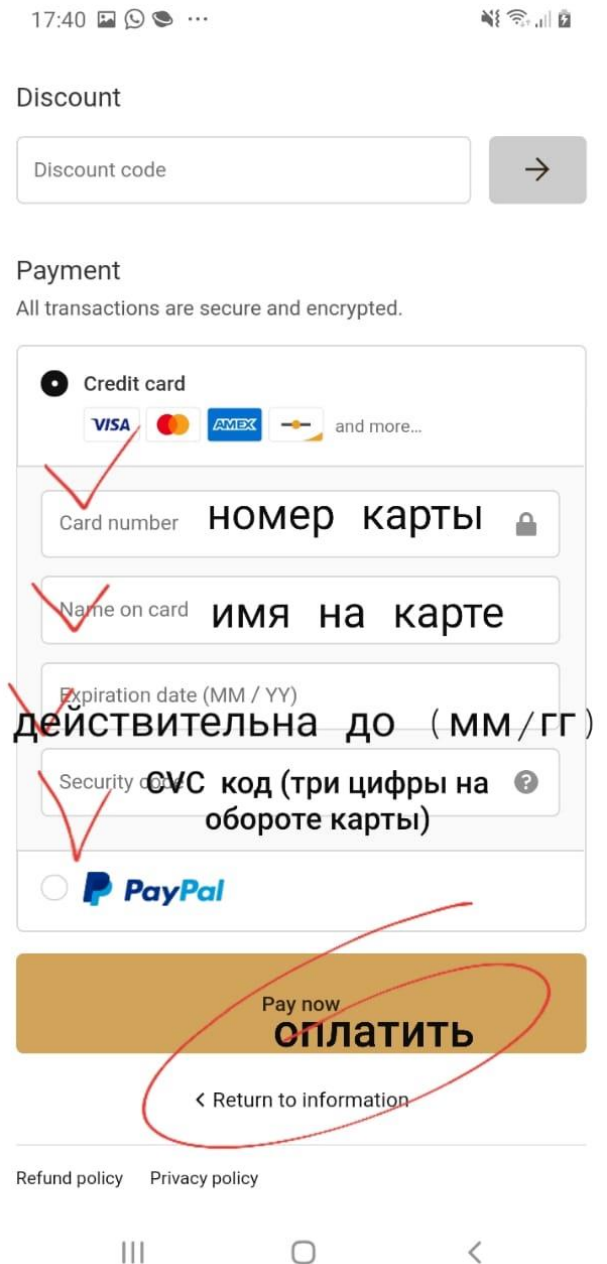 17:40
Discount
Discount code
Payment
All transactions are secure and encrypted.
Credit card
VISA AMEX and more...
Card number номер карты
Name on card имя на карте
Expiration date (MM / YY)
действительна до (мм/гг)
Security code CVC код (три цифры на
обороте карты)
PayPal
Pay now
оплатить
Return to information
Refund policy Privacy policy